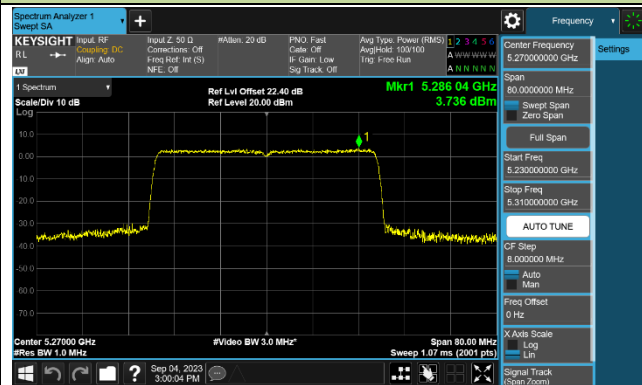 Spectrum Analyzer 1
Swept SA
Frequency
KEYSIGHT
RL
Input: RF
Coupling: DC
Align: Auto
Input Z: 50 Ω
Corrections: Off
Freq Ref: Int (S)
NFE: Off
#Atten: 20 dB
PNO: Fast
Gate: Off
IF Gain: Low
Sig Track: Off
Avg Type: Power (RMS)
Avg|Hold: 100/100
Trig: Free Run
1 2 3 4 5 6
A W W W W W
A N N N N N
LXI
1 Spectrum
Scale/Div 10 dB
Log
Ref Lvl Offset 22.40 dB
Ref Level 20.00 dBm
Mkr1 5.286 04 GHz
3.736 dBm
1
10.0
0.00
-10.0
-20.0
-30.0
-40.0
-50.0
-60.0
-70.0
Center 5.27000 GHz
#Res BW 1.0 MHz
#Video BW 3.0 MHz*
Span 80.00 MHz
Sweep 1.07 ms (2001 pts)
Center Frequency
5.270000000 GHz
Settings
Span
80.0000000 MHz
Swept Span
Zero Span
Full Span
Start Freq
5.230000000 GHz
Stop Freq
5.310000000 GHz
AUTO TUNE
CF Step
8.000000 MHz
Auto
Man
Freq Offset
0 Hz
X Axis Scale
Log
Lin
Signal Track
(Span Zoom)
?
Sep 04, 2023
3:00:04 PM